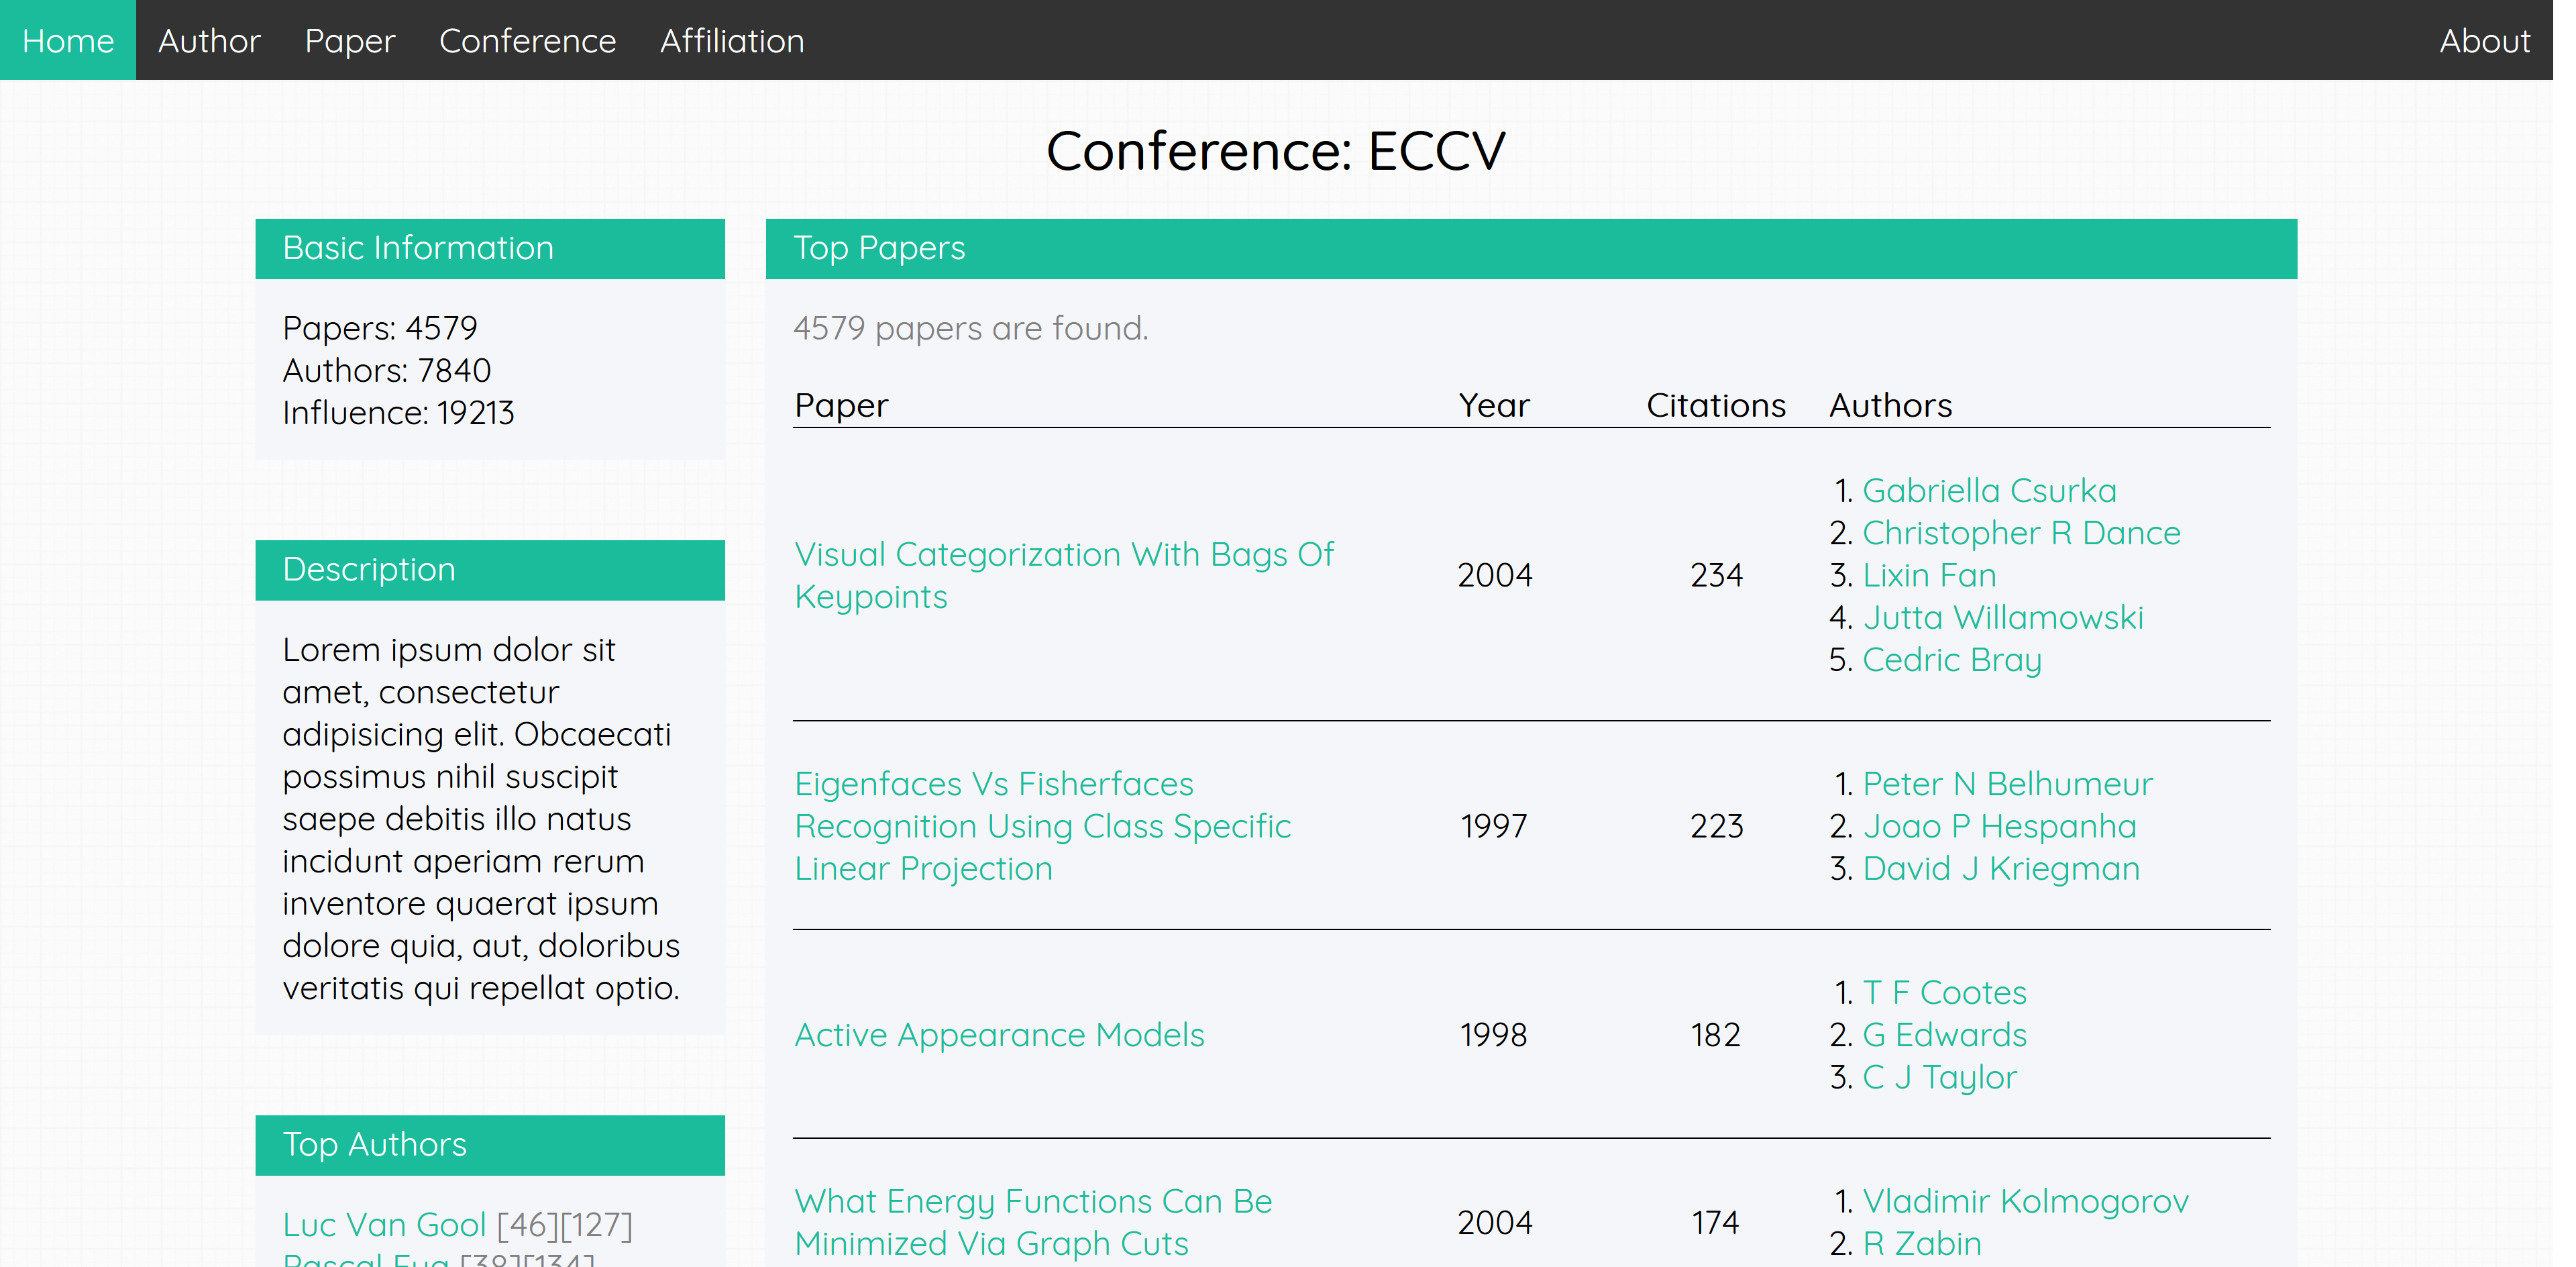 Home Author Paper Conference Affiliation About
Conference: ECCV
Basic Information
Papers: 4579
Authors: 7840
Influence: 19213
Description
Lorem ipsum dolor sit
amet, consectetur
adipisicing elit. Obcaecati
possimus nihil suscipit
saepe debitis illo natus
incidunt aperiam rerum
inventore quaerat ipsum
dolore quia, aut, doloribus
veritatis qui repellat optio.
Top Authors
Luc Van Gool [46][127]
Pascal Fua [38][134]
Top Papers
4579 papers are found.
Paper Year Citations Authors
Visual Categorization With Bags Of
Keypoints
2004
234
1. Gabriella Csurka
2. Christopher R Dance
3. Lixin Fan
4. Jutta Willamowski
5. Cedric Bray
Eigenfaces Vs Fisherfaces
Recognition Using Class Specific
Linear Projection
1997
223
1. Peter N Belhumeur
2. Joao P Hespanha
3. David J Kriegman
Active Appearance Models
1998
182
1. T F Cootes
2. G Edwards
3. C J Taylor
What Energy Functions Can Be
Minimized Via Graph Cuts
2004
174
1. Vladimir Kolmogorov
2. R Zabin